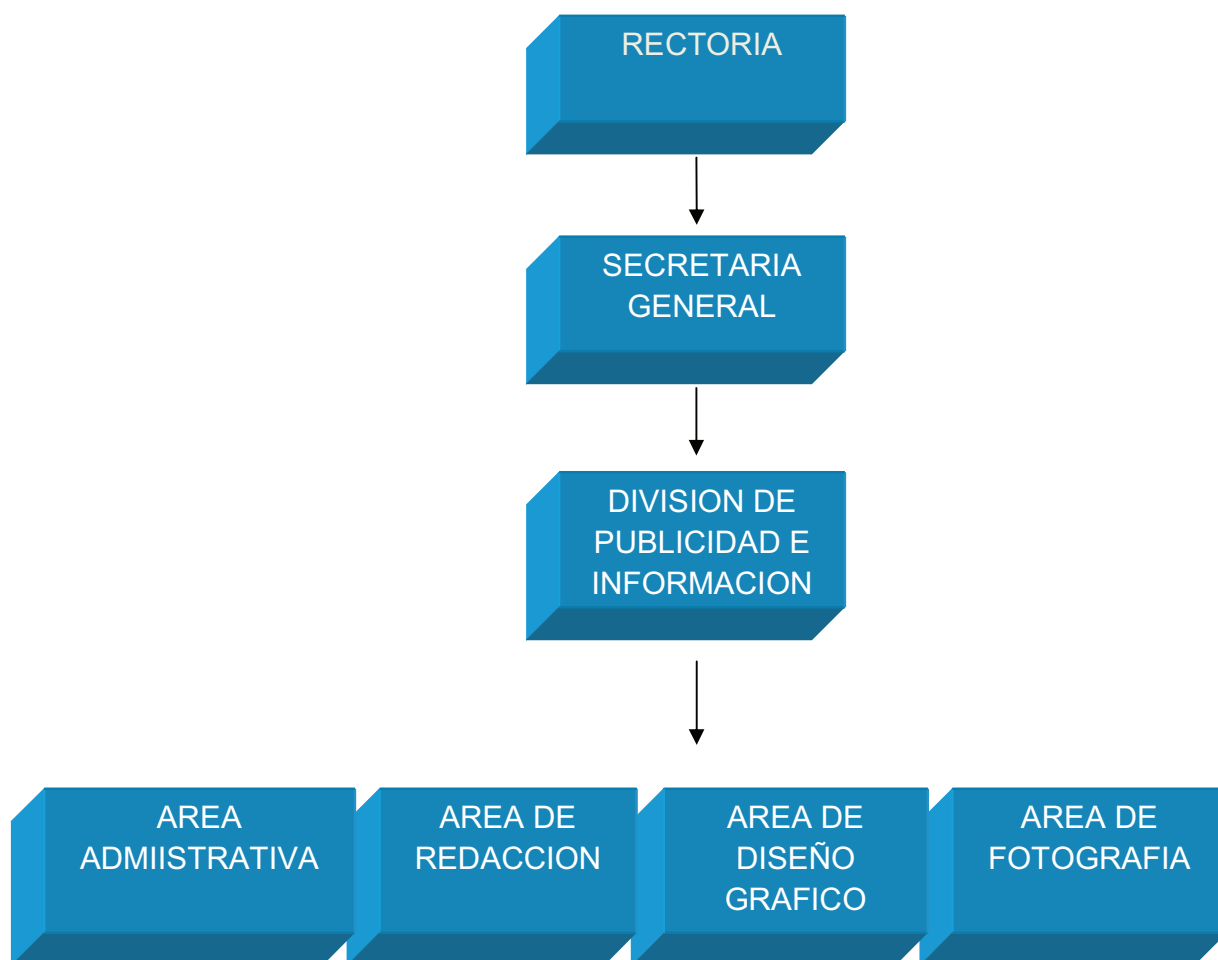 RECTORIA
SECRETARIA
GENERAL
DIVISION DE
PUBLICIDAD E
INFORMACION
AREA
ADMIISTRATIVA
AREA DE
REDACCION
AREA DE
DISEÑO
GRAFICO
AREA DE
FOTOGRAFIA